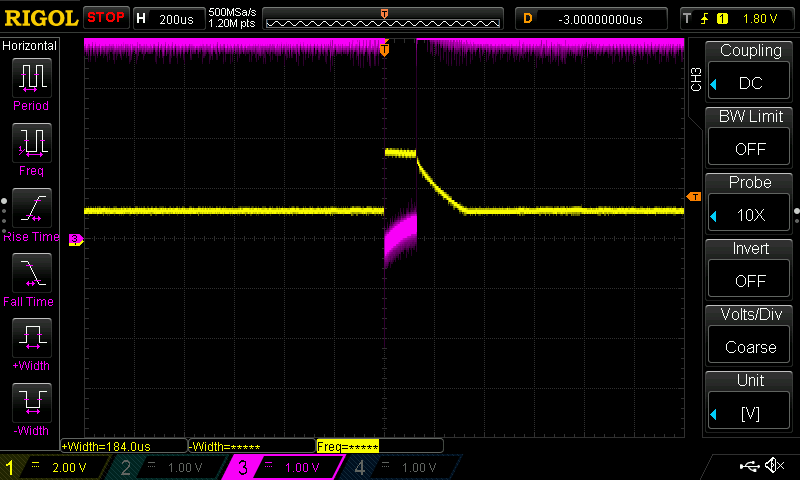 RIGOL STOP H 200us 500MSa/s D -3.00000000us T 1 1.80 V
1.20M pts
T
Horizontal
Period
Freq
Rise Time
Fall Time
+Width
-Width
T
3
T
CH3
Coupling
DC
BW Limit
OFF
Probe
10X
Invert
OFF
Volts/Div
Coarse
Unit
[V]
+Width=184.0us -Width=***** Freq=*****
1 2.00 V 2 1.00 V 3 1.00 V 4 1.00 V